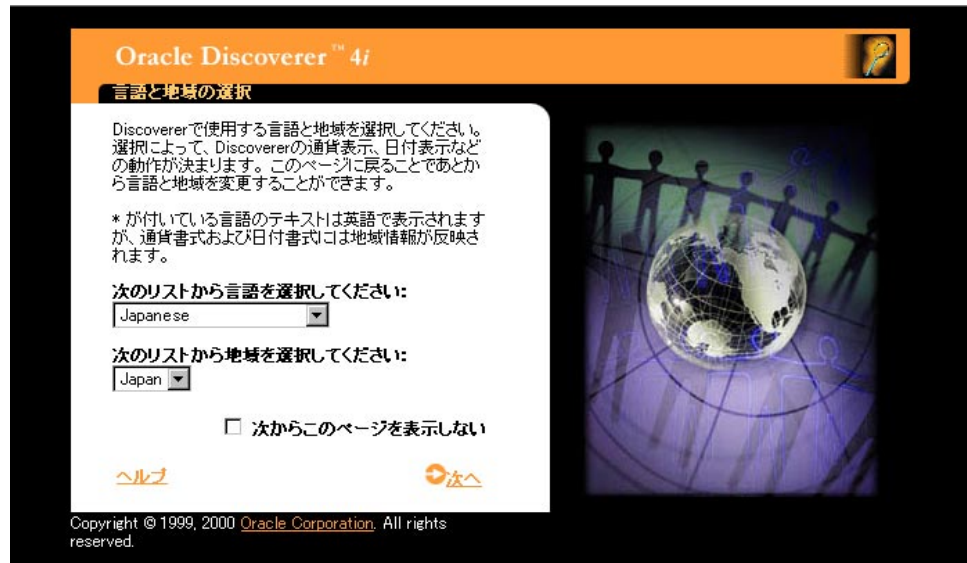 Oracle Discoverer ™ 4i
言語と地域の選択
Discovererで使用する言語と地域を選択してください。
選択によって、Discovererの通貨表示、日付表示など
の動作が決まります。このページに戻ることであとか
ら言語と地域を変更することができます。
* が付いている言語のテキストは英語で表示されます
が、通貨書式および日付書式には地域情報が反映さ
れます。
次のリストから言語を選択してください:
Japanese
次のリストから地域を選択してください:
Japan
次からこのページを表示しない
ヘルプ
次へ
Copyright © 1999, 2000 Oracle Corporation. All rights
reserved.